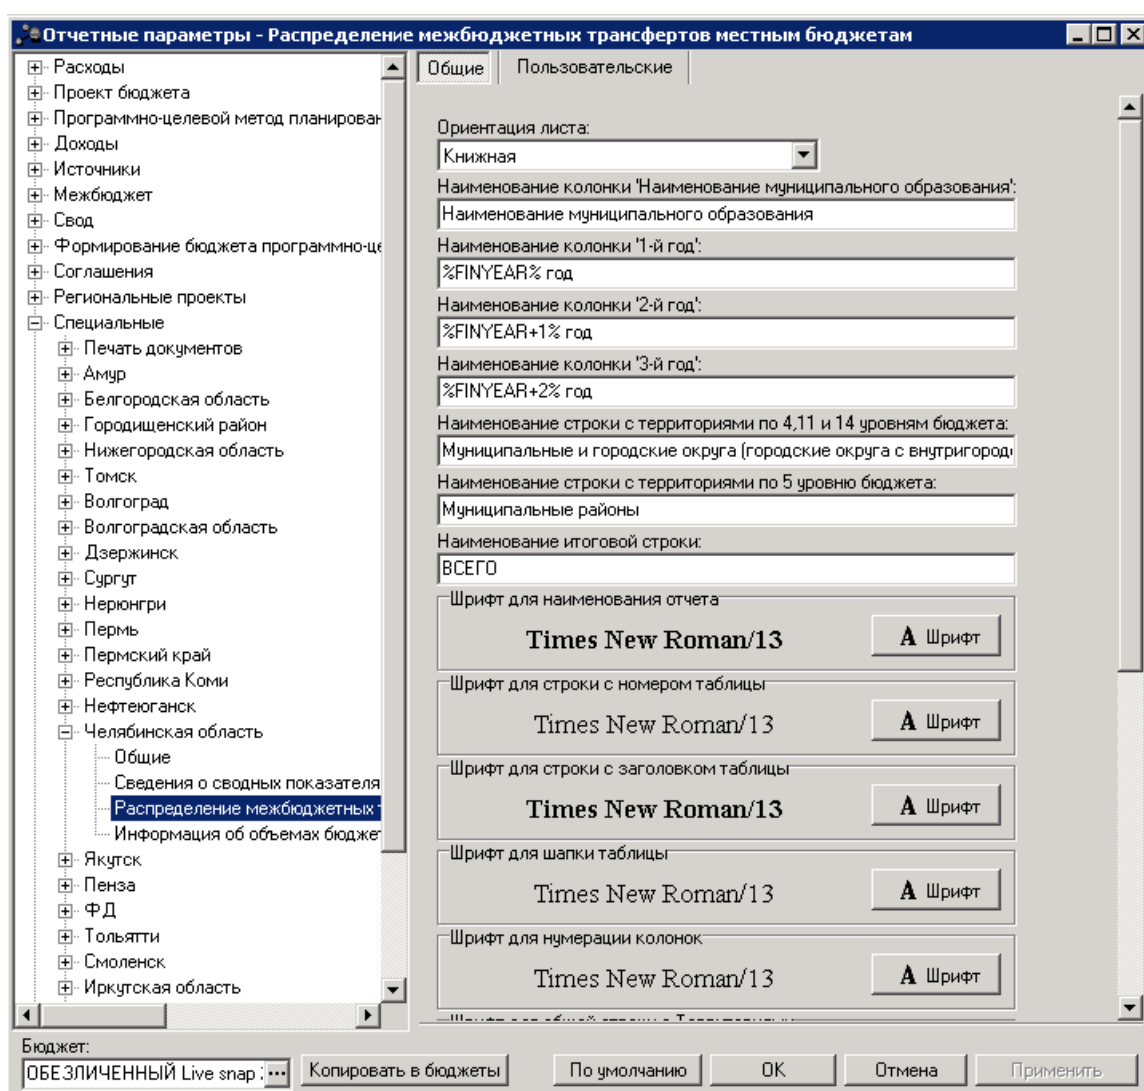 Отчетные параметры - Распределение межбюджетных трансфертов местным бюджетам
Расходы
Проект бюджета
Программно-целевой метод планирован
Доходы
Источники
Межбюджет
Свод
Формирование бюджета программно-це
Соглашения
Региональные проекты
Специальные
Печать документов
Амур
Белгородская область
Городищенский район
Нижегородская область
Томск
Волгоград
Волгоградская область
Дзержинск
Сургут
Нерюнгри
Пермь
Пермский край
Республика Коми
Нефтеюганск
Челябинская область
Общие
Сведения о сводных показателя
Распределение межбюджетных т
Информация об объемах бюджет
Якутск
Пенза
ФД
Тольятти
Смоленск
Иркутская область
Общие Пользовательские
Ориентация листа:
Книжная
Наименование колонки 'Наименование муниципального образования':
Наименование муниципального образования
Наименование колонки '1-й год':
%FINYEAR% год
Наименование колонки '2-й год':
%FINYEAR+1% год
Наименование колонки '3-й год':
%FINYEAR+2% год
Наименование строки с территориями по 4,11 и 14 уровням бюджета:
Муниципальные и городские округа (городские округа с внутригород
Наименование строки с территориями по 5 уровню бюджета:
Муниципальные районы
Наименование итоговой строки:
ВСЕГО
Шрифт для наименования отчета
Times New Roman/13 А Шрифт
Шрифт для строки с номером таблицы
Times New Roman/13 А Шрифт
Шрифт для строки с заголовком таблицы
Times New Roman/13 А Шрифт
Шрифт для шапки таблицы
Times New Roman/13 А Шрифт
Шрифт для нумерации колонок
Times New Roman/13 А Шрифт
Бюджет:
ОБЕЗЛИЧЕННЫЙ Live snap ... Копировать в бюджеты По умолчанию OK Отмена Применить